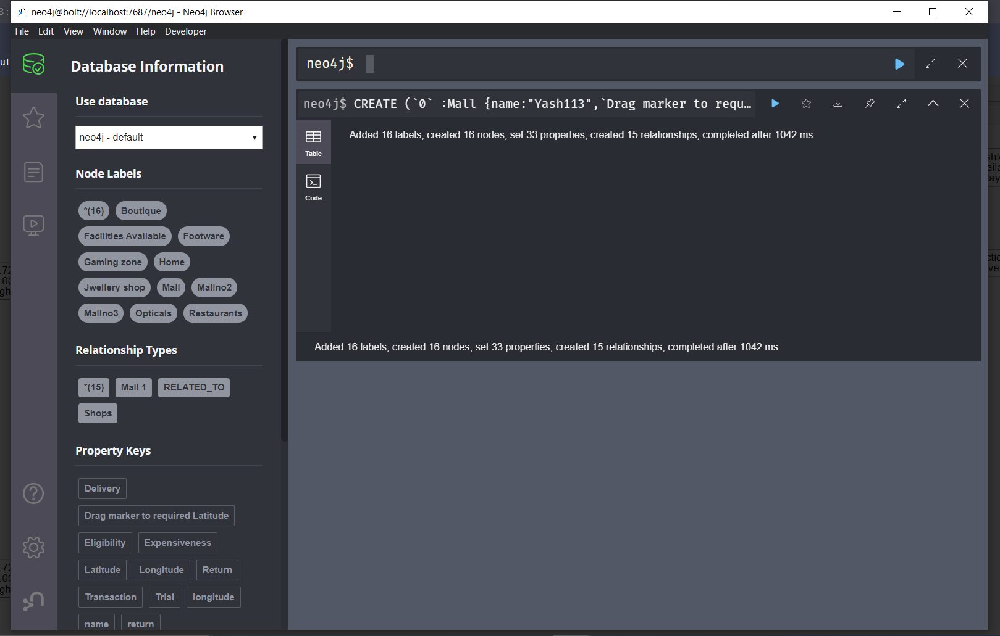 neo4j@bolt://localhost:7687/neo4j - Neo4j Browser
File Edit View Window Help Developer
Database Information
Use database
neo4j - default
Node Labels
*(16) Boutique
Facilities Available Footware
Gaming zone Home
Jwellery shop Mall Mallno2
Mallno3 Opticals Restaurants
Relationship Types
*(15) Mall 1 RELATED_TO
Shops
Property Keys
Delivery
Drag marker to required Latitude
Eligibility Expensiveness
Latitude Longitude Return
Transaction Trial longitude
name return
neo4j$
neo4j$ CREATE (`0` :Mall {name:"Yash113",`Drag marker to requ…
Table
Added 16 labels, created 16 nodes, set 33 properties, created 15 relationships, completed after 1042 ms.
Code
Added 16 labels, created 16 nodes, set 33 properties, created 15 relationships, completed after 1042 ms.